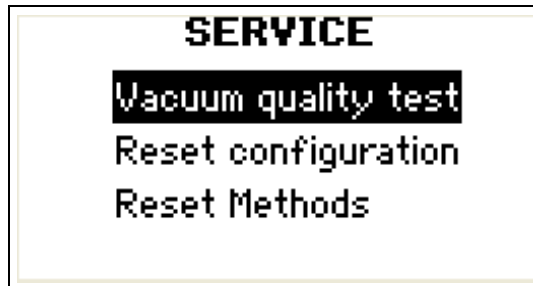 SERVICE
Vacuum quality test
Reset configuration
Reset Methods